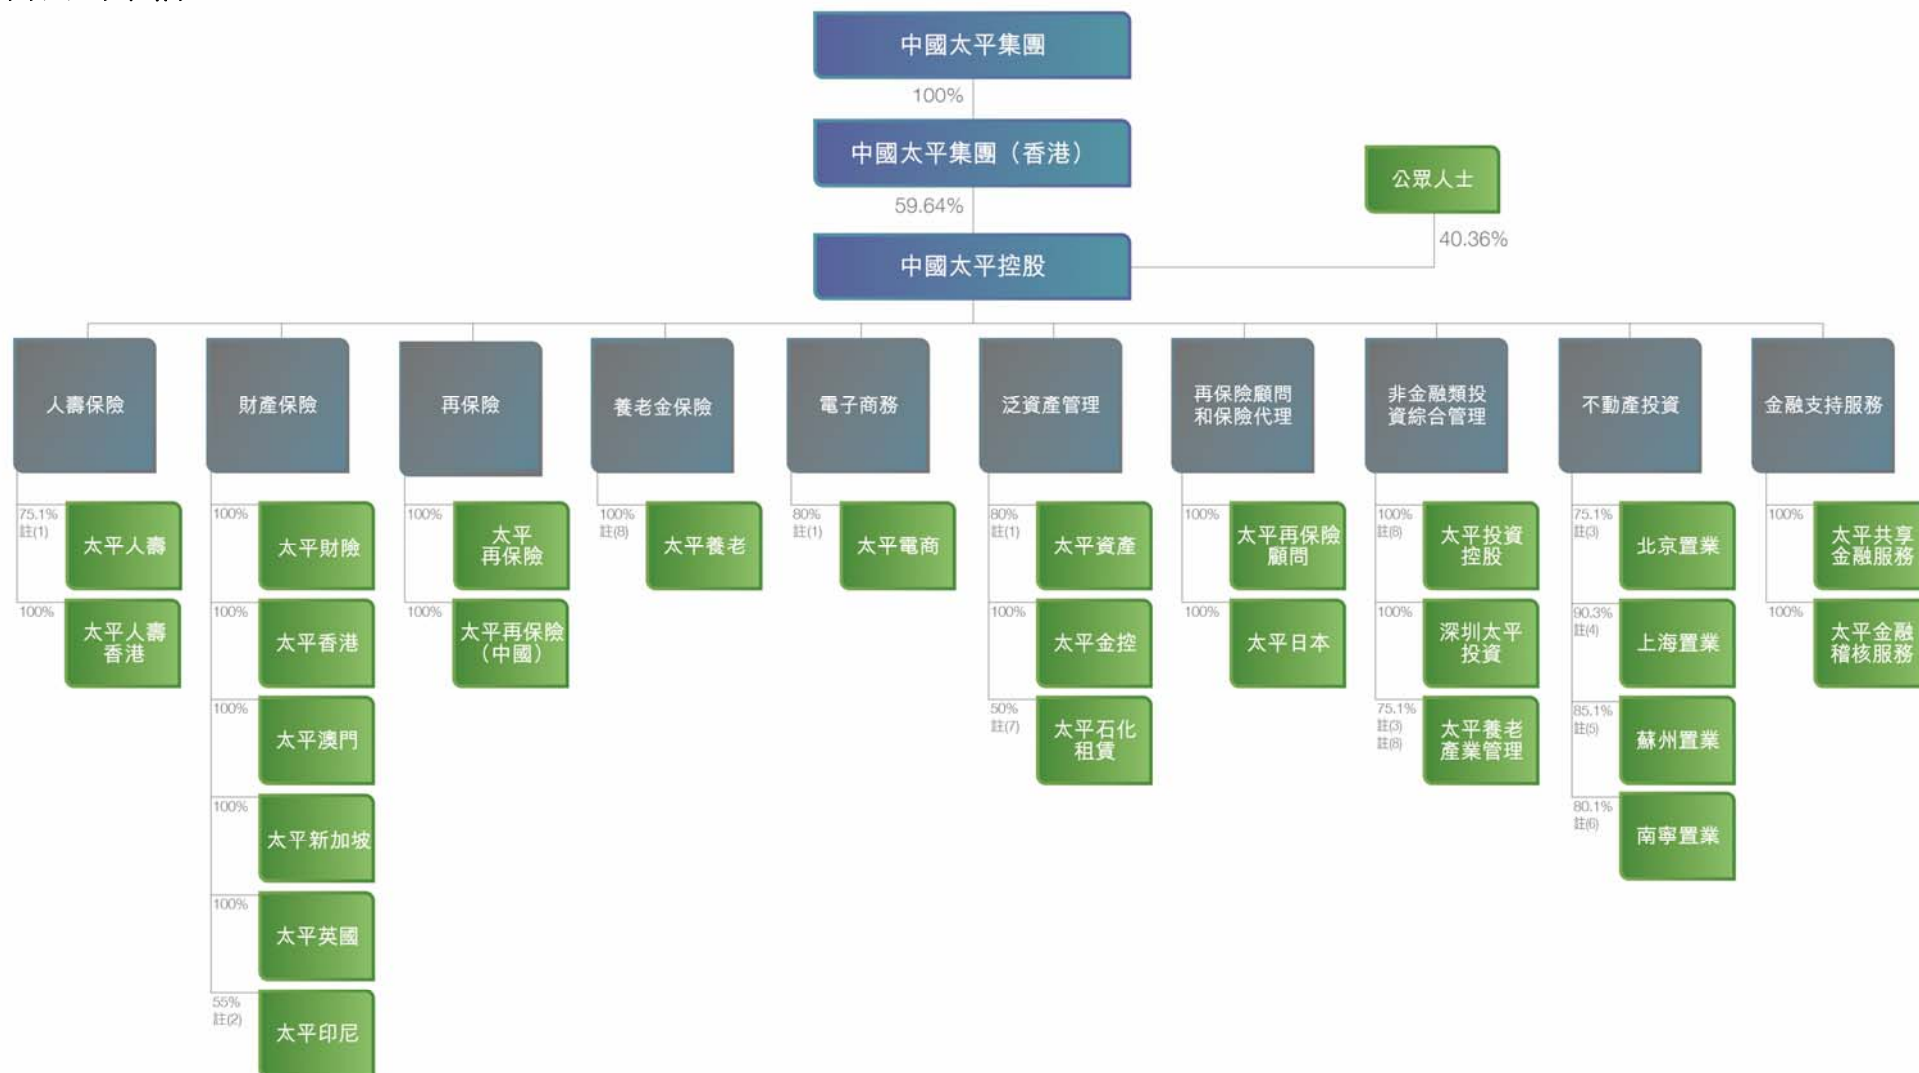 中國太平集團
100%
中國太平集團（香港）
59.64%
公眾人士
40.36%
中國太平控股
人壽保險
財產保險
再保險
養老金保險
電子商務
泛資產管理
再保險顧問
和保險代理
非金融類投
資綜合管理
不動產投資
金融支持服務
75.1%
註(1)
太平人壽
100%
太平人壽
香港
100%
太平財險
100%
太平香港
100%
太平澳門
100%
太平新加坡
100%
太平英國
55%
註(2)
太平印尼
100%
太平
再保險
100%
太平再保險
（中國）
100%
註(8)
太平養老
80%
註(1)
太平電商
80%
註(1)
太平資產
100%
太平金控
50%
註(7)
太平石化
租賃
100%
太平再保險
顧問
100%
太平日本
100%
註(8)
太平投資
控股
100%
深圳太平
投資
75.1%
註(3)
註(8)
太平養老
產業管理
75.1%
註(3)
北京置業
90.3%
註(4)
上海置業
85.1%
註(5)
蘇州置業
80.1%
註(6)
南寧置業
100%
太平共享
金融服務
100%
太平金融
稽核服務